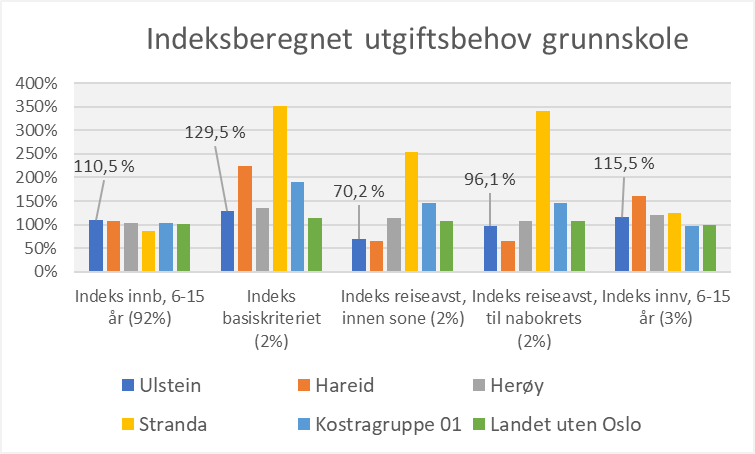 Indeksberegnet utgiftsbehov grunnskole
400%
350%
300%
250%
200%
150%
100%
50%
0%
110,5 %
129,5 %
70,2 %
96,1 %
115,5 %
Indeks innb, 6-15
år (92%)
Indeks
basiskriteriet
(2%)
Indeks reiseavst,
innen sone (2%)
Indeks reiseavst,
til nabokrets
(2%)
Indeks innv, 6-15
år (3%)
Ulstein
Hareid
Herøy
Stranda
Kostragruppe 01
Landet uten Oslo